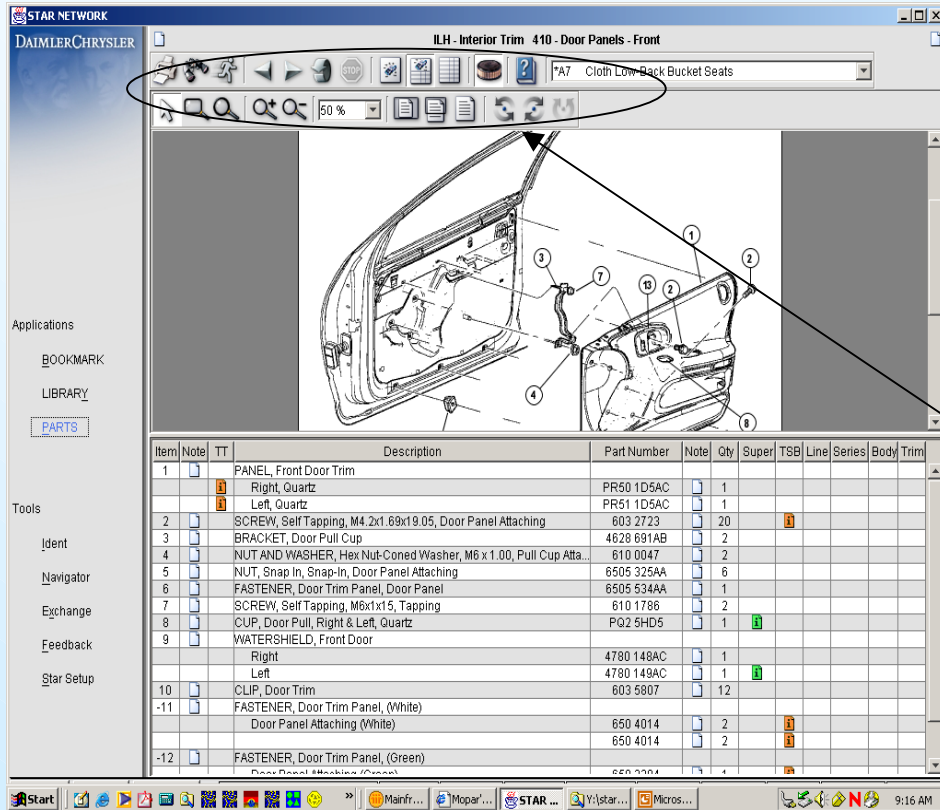 STAR NETWORK
DAIMLERCHRYSLER
ILH - Interior Trim 410 - Door Panels - Front
STOP
?
*A7 Cloth Low-Back Bucket Seats
50 %
1
2
3
7
13
2
4
8
Applications
BOOKMARK
LIBRARY
PARTS
Tools
Ident
Navigator
Exchange
Feedback
Star Setup
Item Note TT Description Part Number Note Qty Super TSB Line Series Body Trim
1 PANEL, Front Door Trim
i Right, Quartz PR50 1D5AC 1
i Left, Quartz PR51 1D5AC 1
2 SCREW, Self Tapping, M4.2x1.69x19.05, Door Panel Attaching 603 2723 20 i
3 BRACKET, Door Pull Cup 4628 691AB 2
4 NUT AND WASHER, Hex Nut-Coned Washer, M6 x 1.00, Pull Cup Atta... 610 0047 2
5 NUT, Snap In, Snap-In, Door Panel Attaching 6505 325AA 6
6 FASTENER, Door Trim Panel, Door Panel 6505 534AA 1
7 SCREW, Self Tapping, M6x1x15, Tapping 610 1786 2
8 CUP, Door Pull, Right & Left, Quartz PQ2 5HD5 1 i
9 WATERSHIELD, Front Door
Right 4780 148AC 1
Left 4780 149AC 1 i
10 CLIP, Door Trim 603 5807 12
-11 FASTENER, Door Trim Panel, (White)
Door Panel Attaching (White) 650 4014 2 i
650 4014 2 i
-12 FASTENER, Door Trim Panel, (Green)
Start » Mainfr... Mopar'... STAR ... Y:\star... Micros... N 9:16 AM